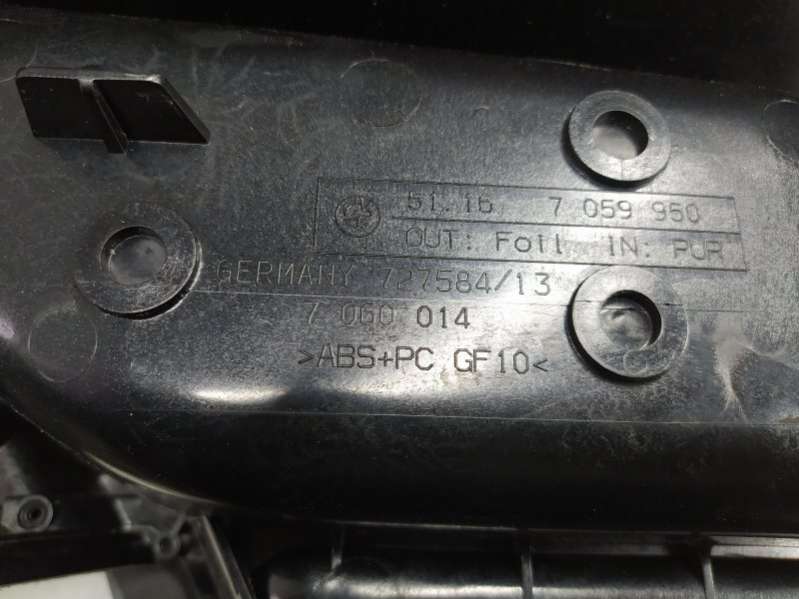 51.16 7 059 950
OUT: Foil IN: PUR
GERMANY 727584/13
7 060 014
>ABS+PC GF10<